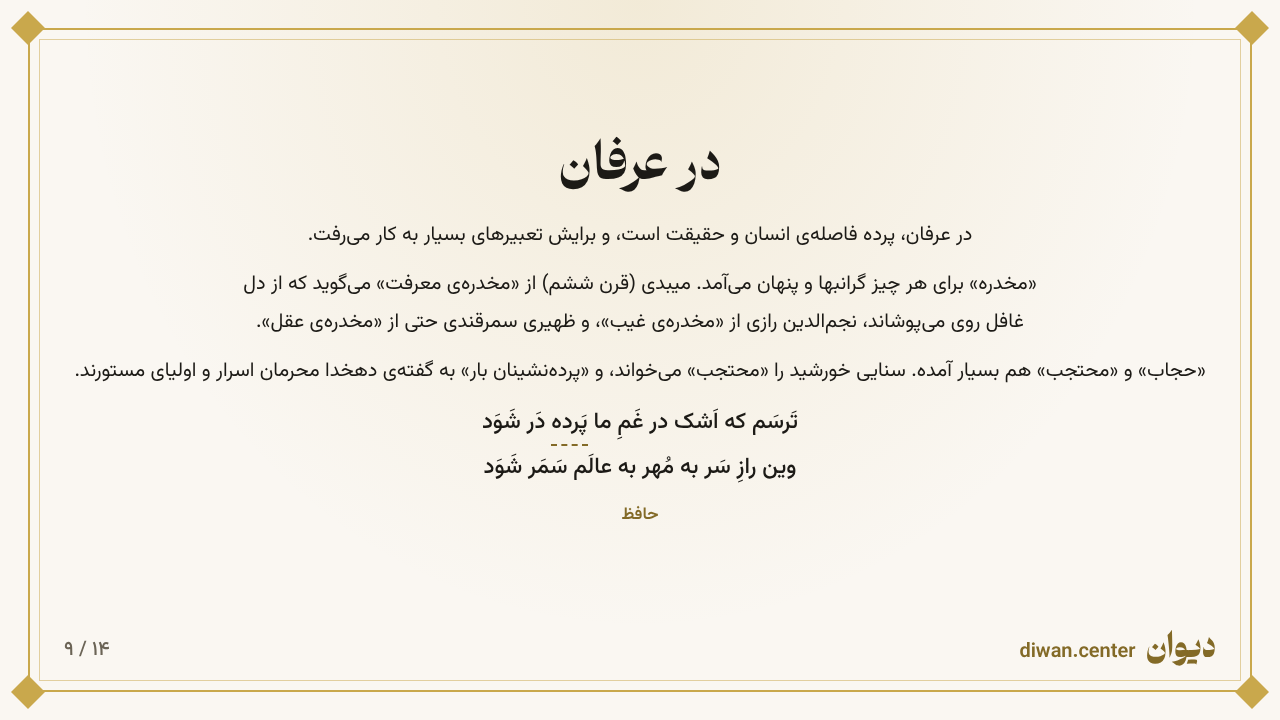 در عرفان
در عرفان، پرده فاصله‌ی انسان و حقیقت است، و برایش تعبیرهای بسیار به کار می‌رفت.
«مخدره» برای هر چیز گرانبها و پنهان می‌آمد. میبدی (قرن ششم) از «مخدره‌ی معرفت» می‌گوید که از دل
غافل روی می‌پوشاند، نجم‌الدین رازی از «مخدره‌ی غیب»، و ظهیری سمرقندی حتی از «مخدره‌ی عقل».
«حجاب» و «محتجب» هم بسیار آمده. سنایی خورشید را «محتجب» می‌خواند، و «پرده‌نشینان بار» به گفته‌ی دهخدا محرمان اسرار و اولیای مستورند.
تَرسَم که اَشک در غَمِ ما پَرده دَر شَوَد
وین رازِ سَر به مُهر به عالَم سَمَر شَوَد
حافظ
دیوان diwan.center
۹ / ۱۴